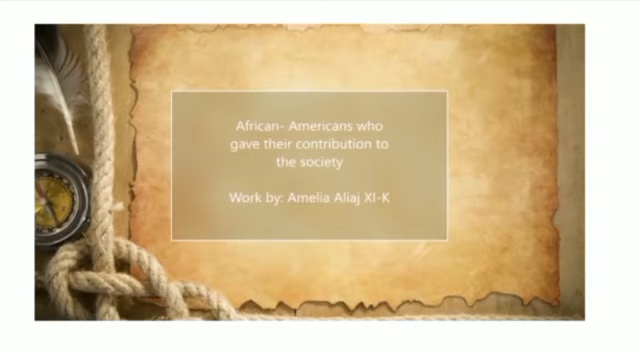 African- Americans who
gave their contribution to
the society
Work by: Amelia Aliaj XI-K